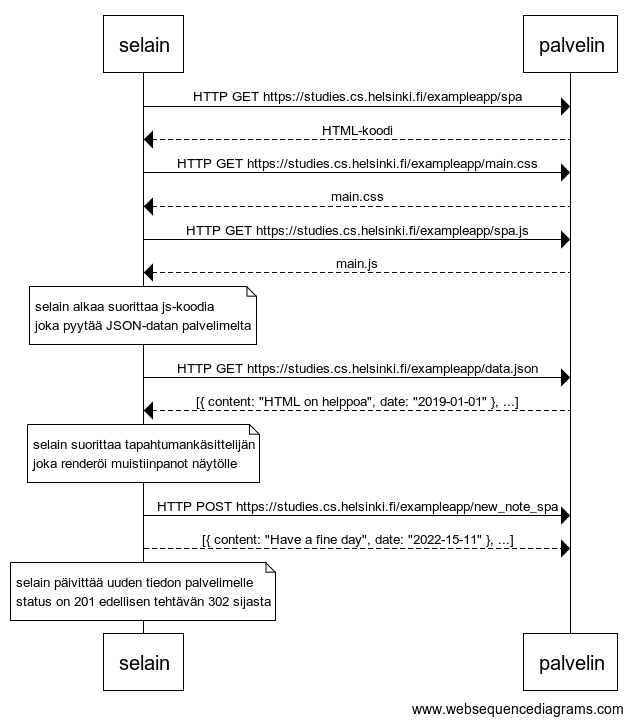 selain
palvelin
HTTP GET https://studies.cs.helsinki.fi/exampleapp/spa
HTML-koodi
HTTP GET https://studies.cs.helsinki.fi/exampleapp/main.css
main.css
HTTP GET https://studies.cs.helsinki.fi/exampleapp/spa.js
main.js
selain alkaa suorittaa js-koodia
joka pyytää JSON-datan palvelimelta
HTTP GET https://studies.cs.helsinki.fi/exampleapp/data.json
[{ content: "HTML on helppoa", date: "2019-01-01" }, ...]
selain suorittaa tapahtumankäsittelijän
joka renderöi muistiinpanot näytölle
HTTP POST https://studies.cs.helsinki.fi/exampleapp/new_note_spa
[{ content: "Have a fine day", date: "2022-15-11" }, ...]
selain päivittää uuden tiedon palvelimelle
status on 201 edellisen tehtävän 302 sijasta
selain
palvelin
www.websequencediagrams.com